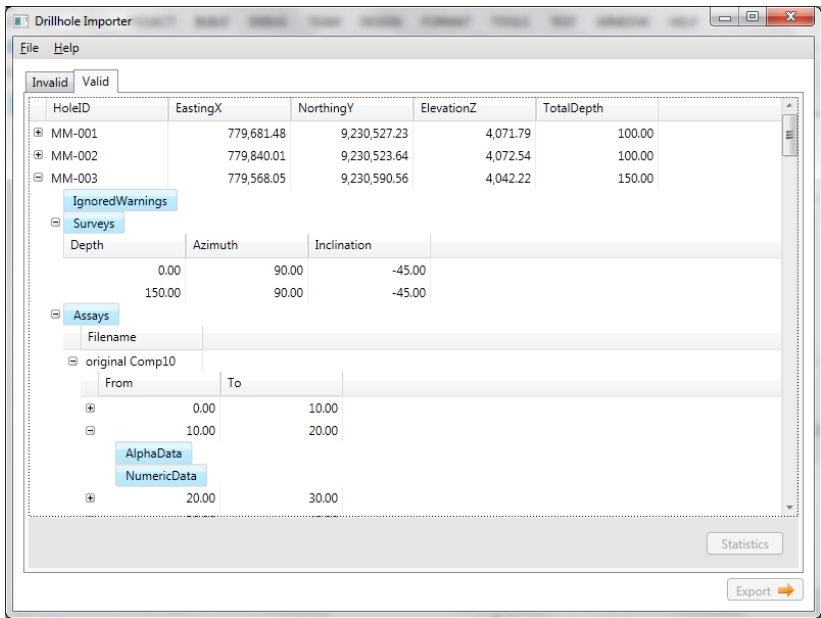 Drillhole Importer
File Help
Invalid Valid
HoleID EastingX NorthingY ElevationZ TotalDepth
MM-001 779,681.48 9,230,527.23 4,071.79 100.00
MM-002 779,840.01 9,230,523.64 4,072.54 100.00
MM-003 779,568.05 9,230,590.56 4,042.22 150.00
IgnoredWarnings
Surveys
Depth Azimuth Inclination
0.00 90.00 -45.00
150.00 90.00 -45.00
Assays
Filename
original Comp10
From To
0.00 10.00
10.00 20.00
AlphaData
NumericData
20.00 30.00
Statistics
Export